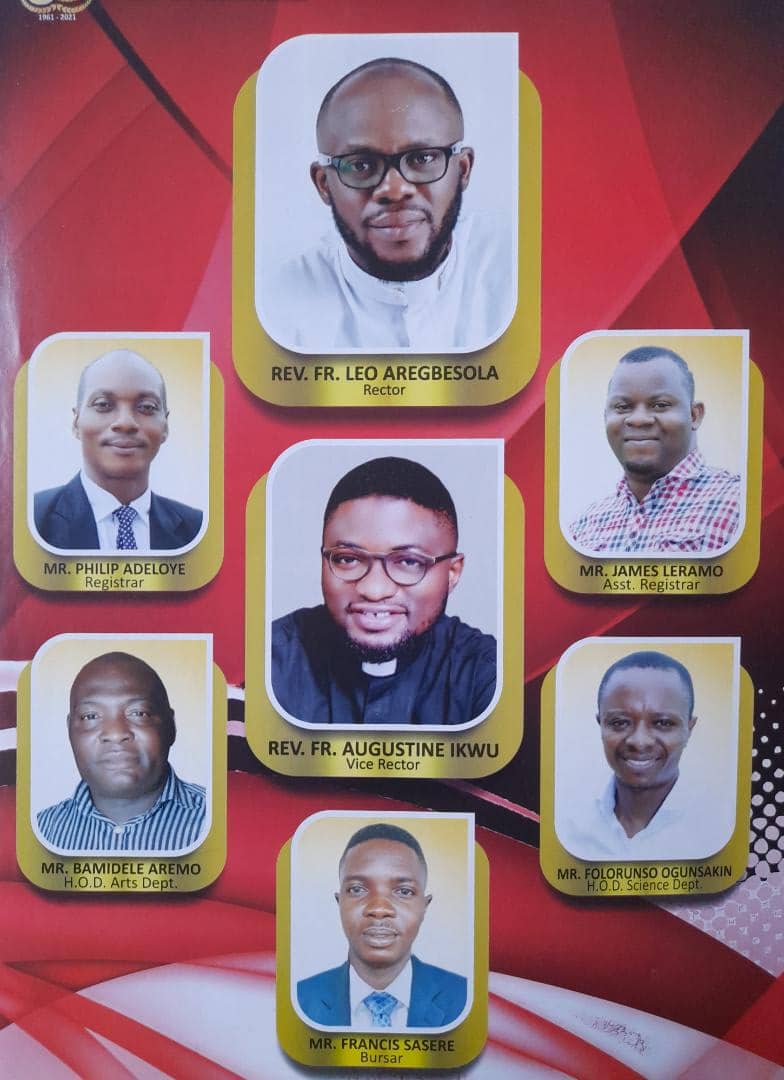 1961 - 2021
REV. FR. LEO AREGBESOLA
Rector
MR. PHILIP ADELOYE
Registrar
MR. JAMES LERAMO
Asst. Registrar
REV. FR. AUGUSTINE IKWU
Vice Rector
MR. BAMIDELE AREMO
H.O.D. Arts Dept.
MR. FOLORUNSO OGUNSAKIN
H.O.D. Science Dept.
MR. FRANCIS SASERE
Bursar